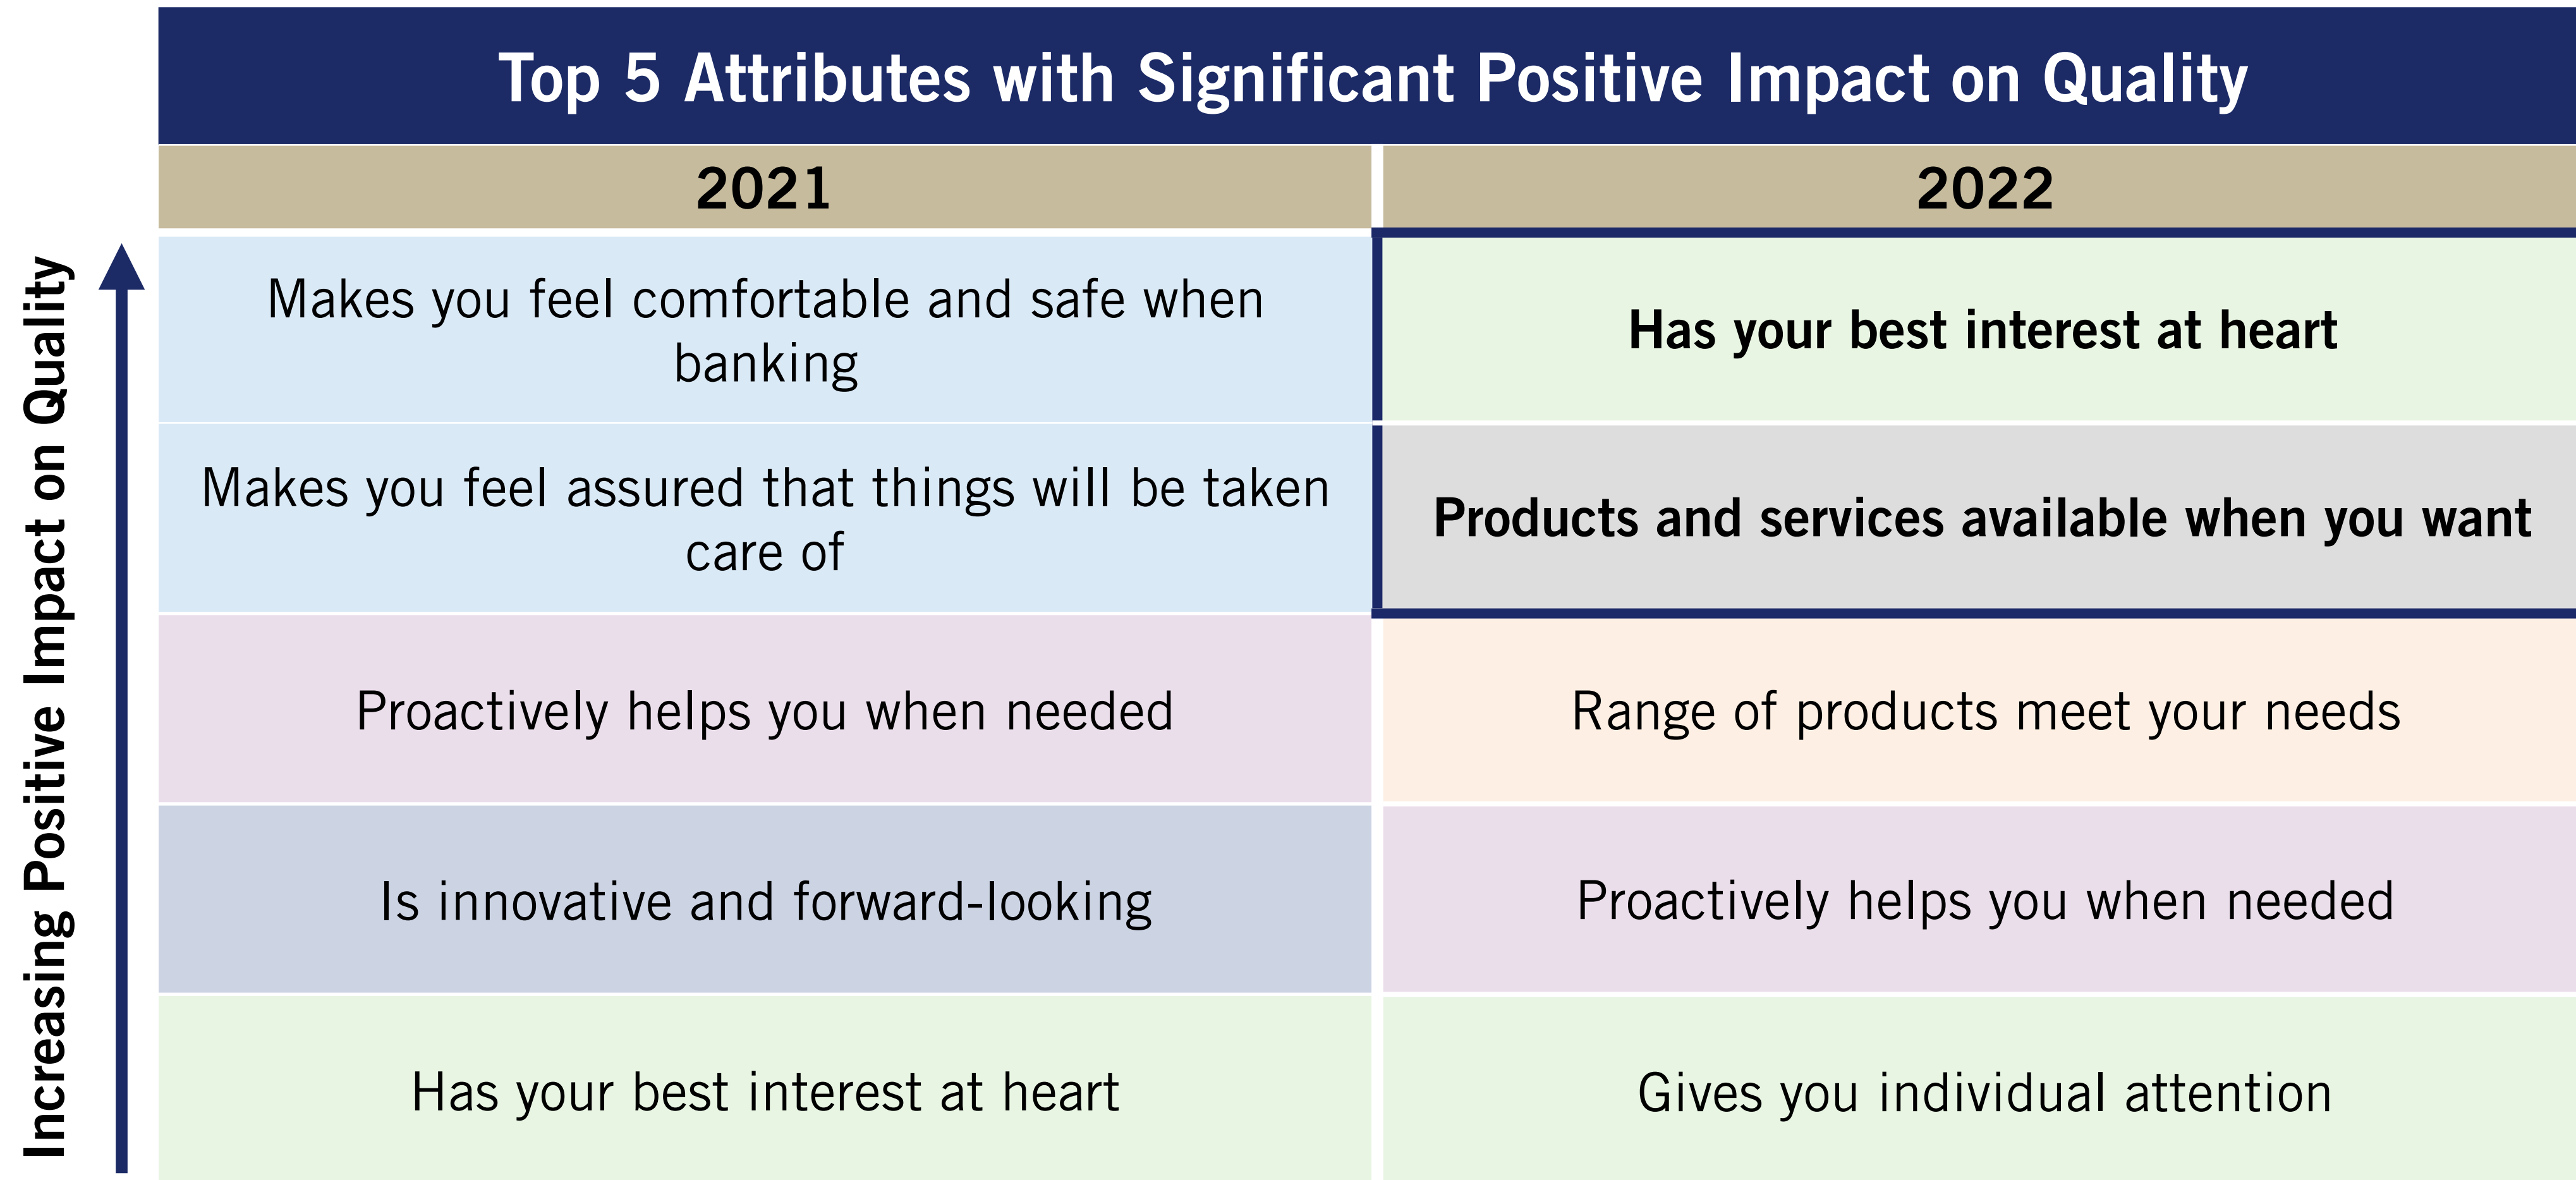 Top 5 Attributes with Significant Positive Impact on Quality
2021
2022
Increasing Positive Impact on Quality
Makes you feel comfortable and safe when
banking
Has your best interest at heart
Makes you feel assured that things will be taken
care of
Products and services available when you want
Proactively helps you when needed
Range of products meet your needs
Is innovative and forward-looking
Proactively helps you when needed
Has your best interest at heart
Gives you individual attention